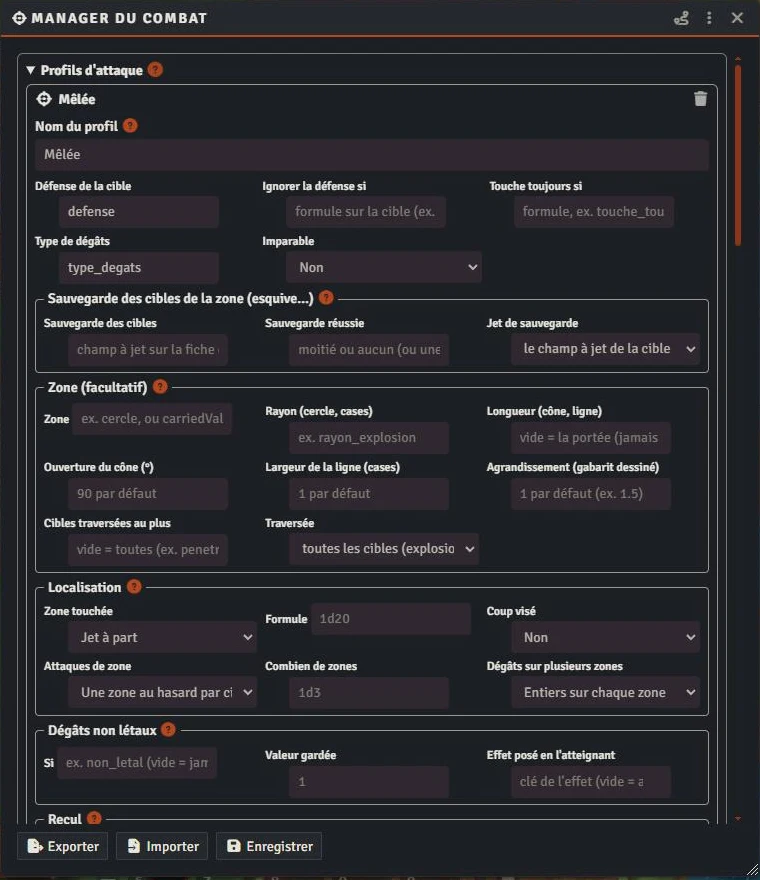 MANAGER DU COMBAT
▼ Profils d'attaque ?
Mêlée
Nom du profil ?
Mêlée
Défense de la cible Ignorer la défense si Touche toujours si
defense formule sur la cible (ex. formule, ex. touche_tou
Type de dégâts Imparable
type_degats Non
Sauvegarde des cibles de la zone (esquive...) ?
Sauvegarde des cibles Sauvegarde réussie Jet de sauvegarde
champ à jet sur la fiche moitié ou aucun (ou une le champ à jet de la cible
Zone (facultatif) ?
Zone ex. cercle, ou carriedVal Rayon (cercle, cases) Longueur (cône, ligne)
ex. rayon_explosion vide = la portée (jamais
Ouverture du cône (°) Largeur de la ligne (cases) Agrandissement (gabarit dessiné)
90 par défaut 1 par défaut 1 par défaut (ex. 1.5)
Cibles traversées au plus Traversée
vide = toutes (ex. penetr toutes les cibles (explosio
Localisation ?
Zone touchée Formule 1d20 Coup visé
Jet à part Non
Attaques de zone Combien de zones Dégâts sur plusieurs zones
Une zone au hasard par ci 1d3 Entiers sur chaque zone
Dégâts non létaux ?
Si ex. non_letal (vide = jam Valeur gardée Effet posé en l'atteignant
1 clé de l'effet (vide = a
Recul ?
Exporter Importer Enregistrer